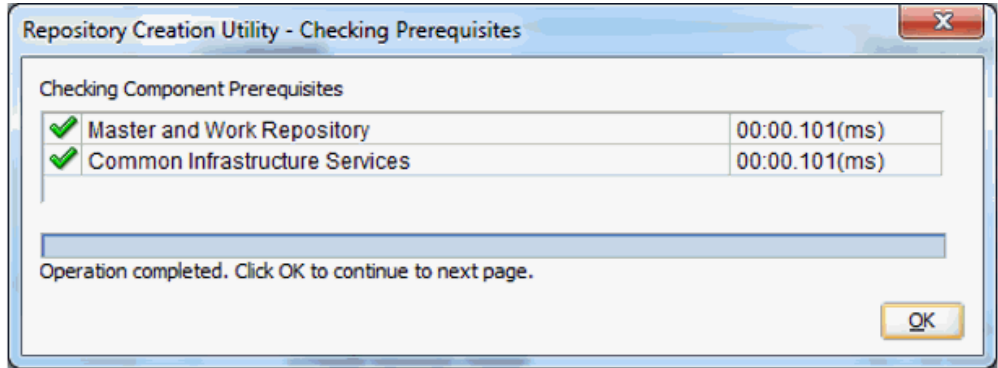 Repository Creation Utility - Checking Prerequisites
Checking Component Prerequisites
Master and Work Repository 00:00.101(ms)
Common Infrastructure Services 00:00.101(ms)
Operation completed. Click OK to continue to next page.
OK